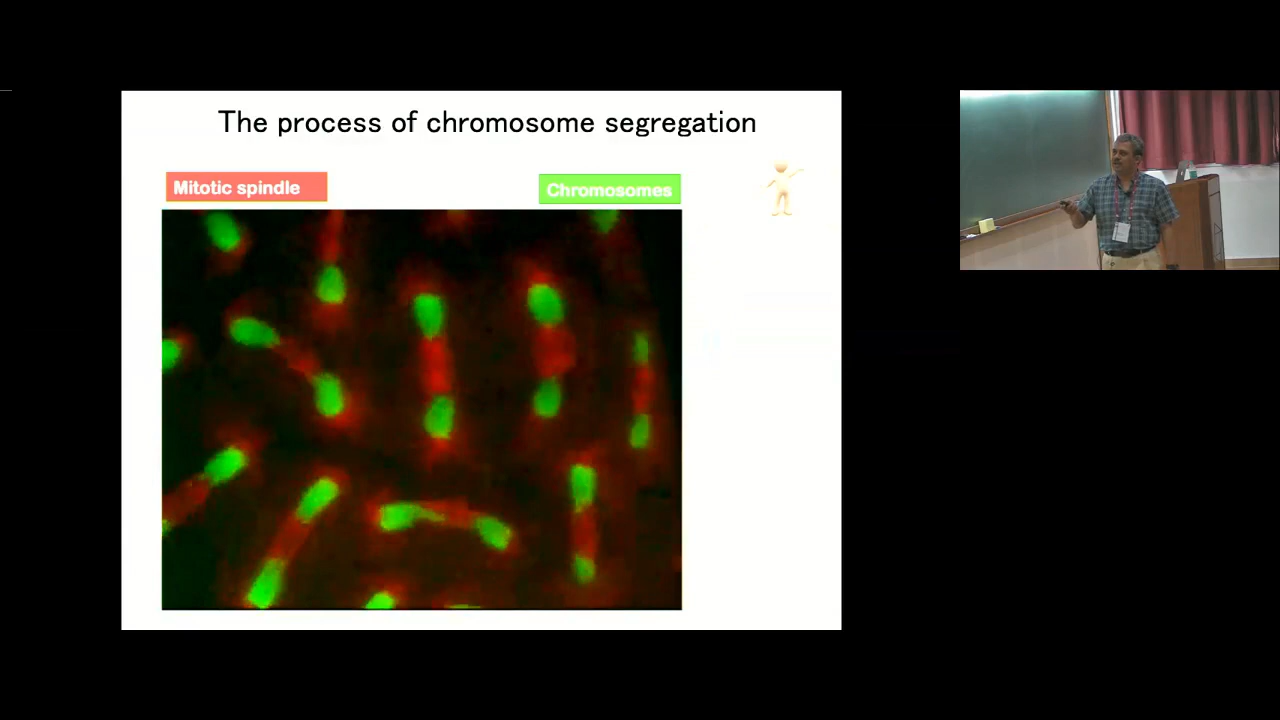 The process of chromosome segregation
Mitotic spindle
Chromosomes